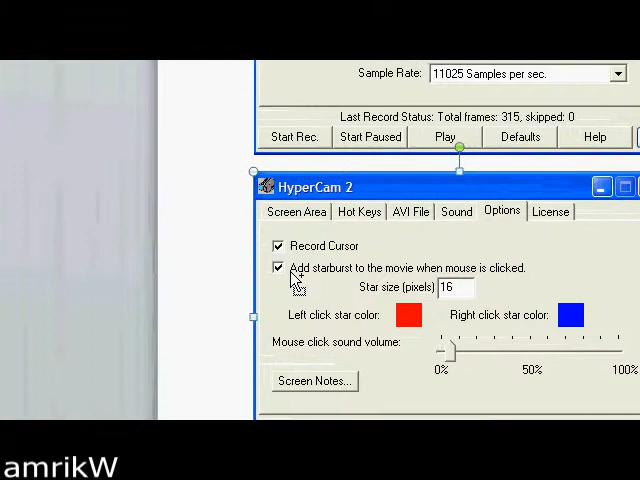 Sample Rate: 11025 Samples per sec.
Last Record Status: Total frames: 315, skipped: 0
Start Rec. Start Paused Play Defaults Help
HyperCam 2
Screen Area Hot Keys AVI File Sound Options License
Record Cursor
Add starburst to the movie when mouse is clicked.
Star size (pixels) 16
Left click star color: Right click star color:
Mouse click sound volume:
0% 50% 100%
Screen Notes...
amrikW